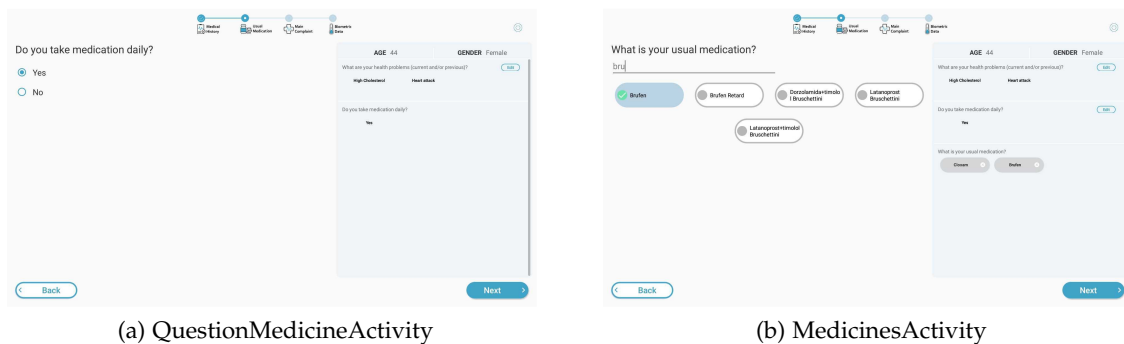 Medical History
Usual Medication
Main Complaint
Biometric Data
Do you take medication daily?
Yes
No
AGE 44 GENDER Female
What are your health problems (current and/or previous)? Edit
High Cholesterol Heart attack
Do you take medication daily?
Yes
Back
Next
(a) QuestionMedicineActivity
Medical History
Usual Medication
Main Complaint
Biometric Data
What is your usual medication?
bru
Brufen
Brufen Retard
Dorzolamida+timolo
l Bruschettini
Latanoprost
Bruschettini
Latanoprost+timolol
Bruschettini
AGE 44 GENDER Female
What are your health problems (current and/or previous)? Edit
High Cholesterol Heart attack
Do you take medication daily? Edit
Yes
What is your usual medication?
Brufen
Back
Next
(b) MedicinesActivity